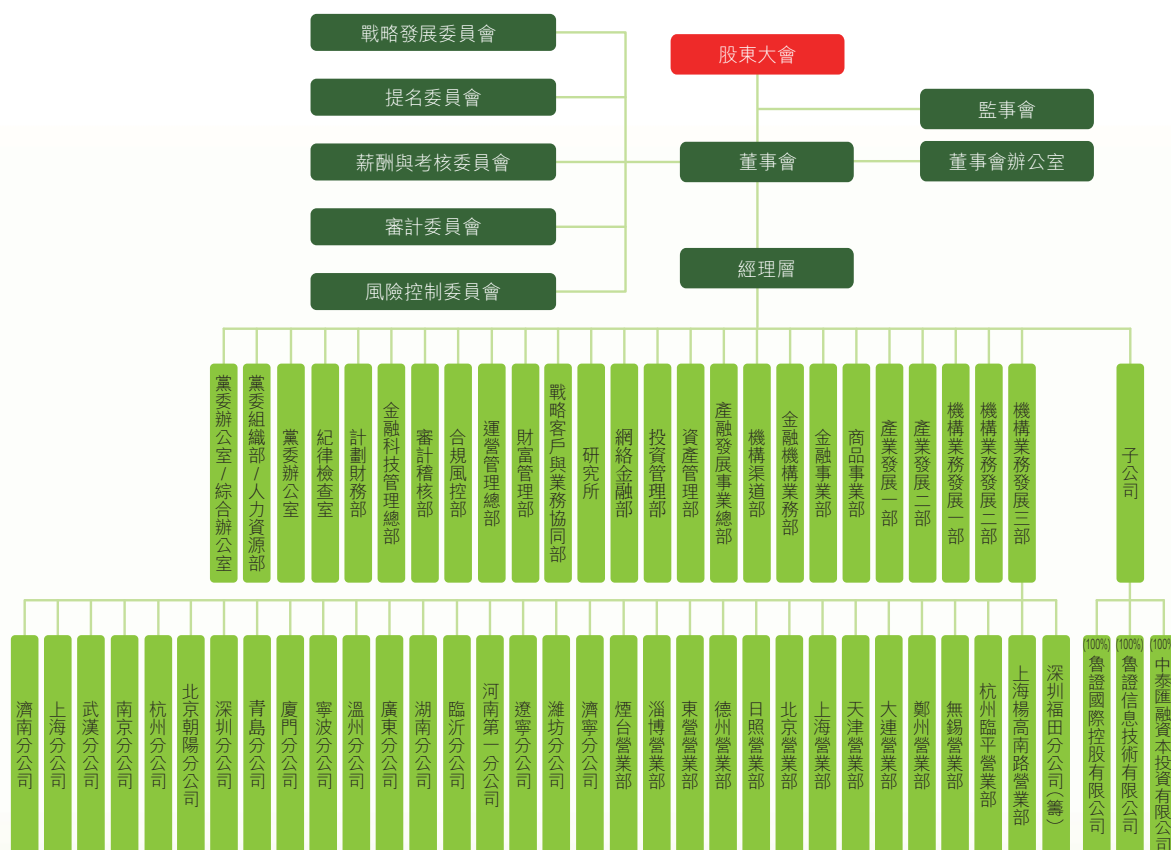 戰略發展委員會
股東大會
提名委員會
監事會
薪酬與考核委員會
董事會
董事會辦公室
審計委員會
經理層
風險控制委員會
黨委辦公室/綜合辦公室
黨委組織部/人力資源部
黨委辦公室
紀律檢查室
計劃財務部
金融科技管理總部
審計稽核部
合規風控部
運營管理總部
財富管理部
戰略客戶與業務協同部
研究所
網絡金融部
投資管理部
資產管理部
產融發展事業總部
機構渠道部
金融機構業務部
金融事業部
商品事業部
產業發展一部
產業發展二部
機構業務發展一部
機構業務發展二部
機構業務發展三部
子公司
濟南分公司
上海分公司
武漢分公司
南京分公司
杭州分公司
北京朝陽分公司
深圳分公司
青島分公司
廈門分公司
寧波分公司
溫州分公司
廣東分公司
湖南分公司
臨沂分公司
河南第一分公司
遼寧分公司
濰坊分公司
濟寧分公司
煙台營業部
淄博營業部
東營營業部
德州營業部
日照營業部
北京營業部
上海營業部
天津營業部
大連營業部
鄭州營業部
無錫營業部
杭州臨平營業部
上海楊高南路營業部
深圳福田分公司(籌)
(100%)魯證國際控股有限公司
(100%)魯證信息技術有限公司
(100%)中泰匯融資本投資有限公司